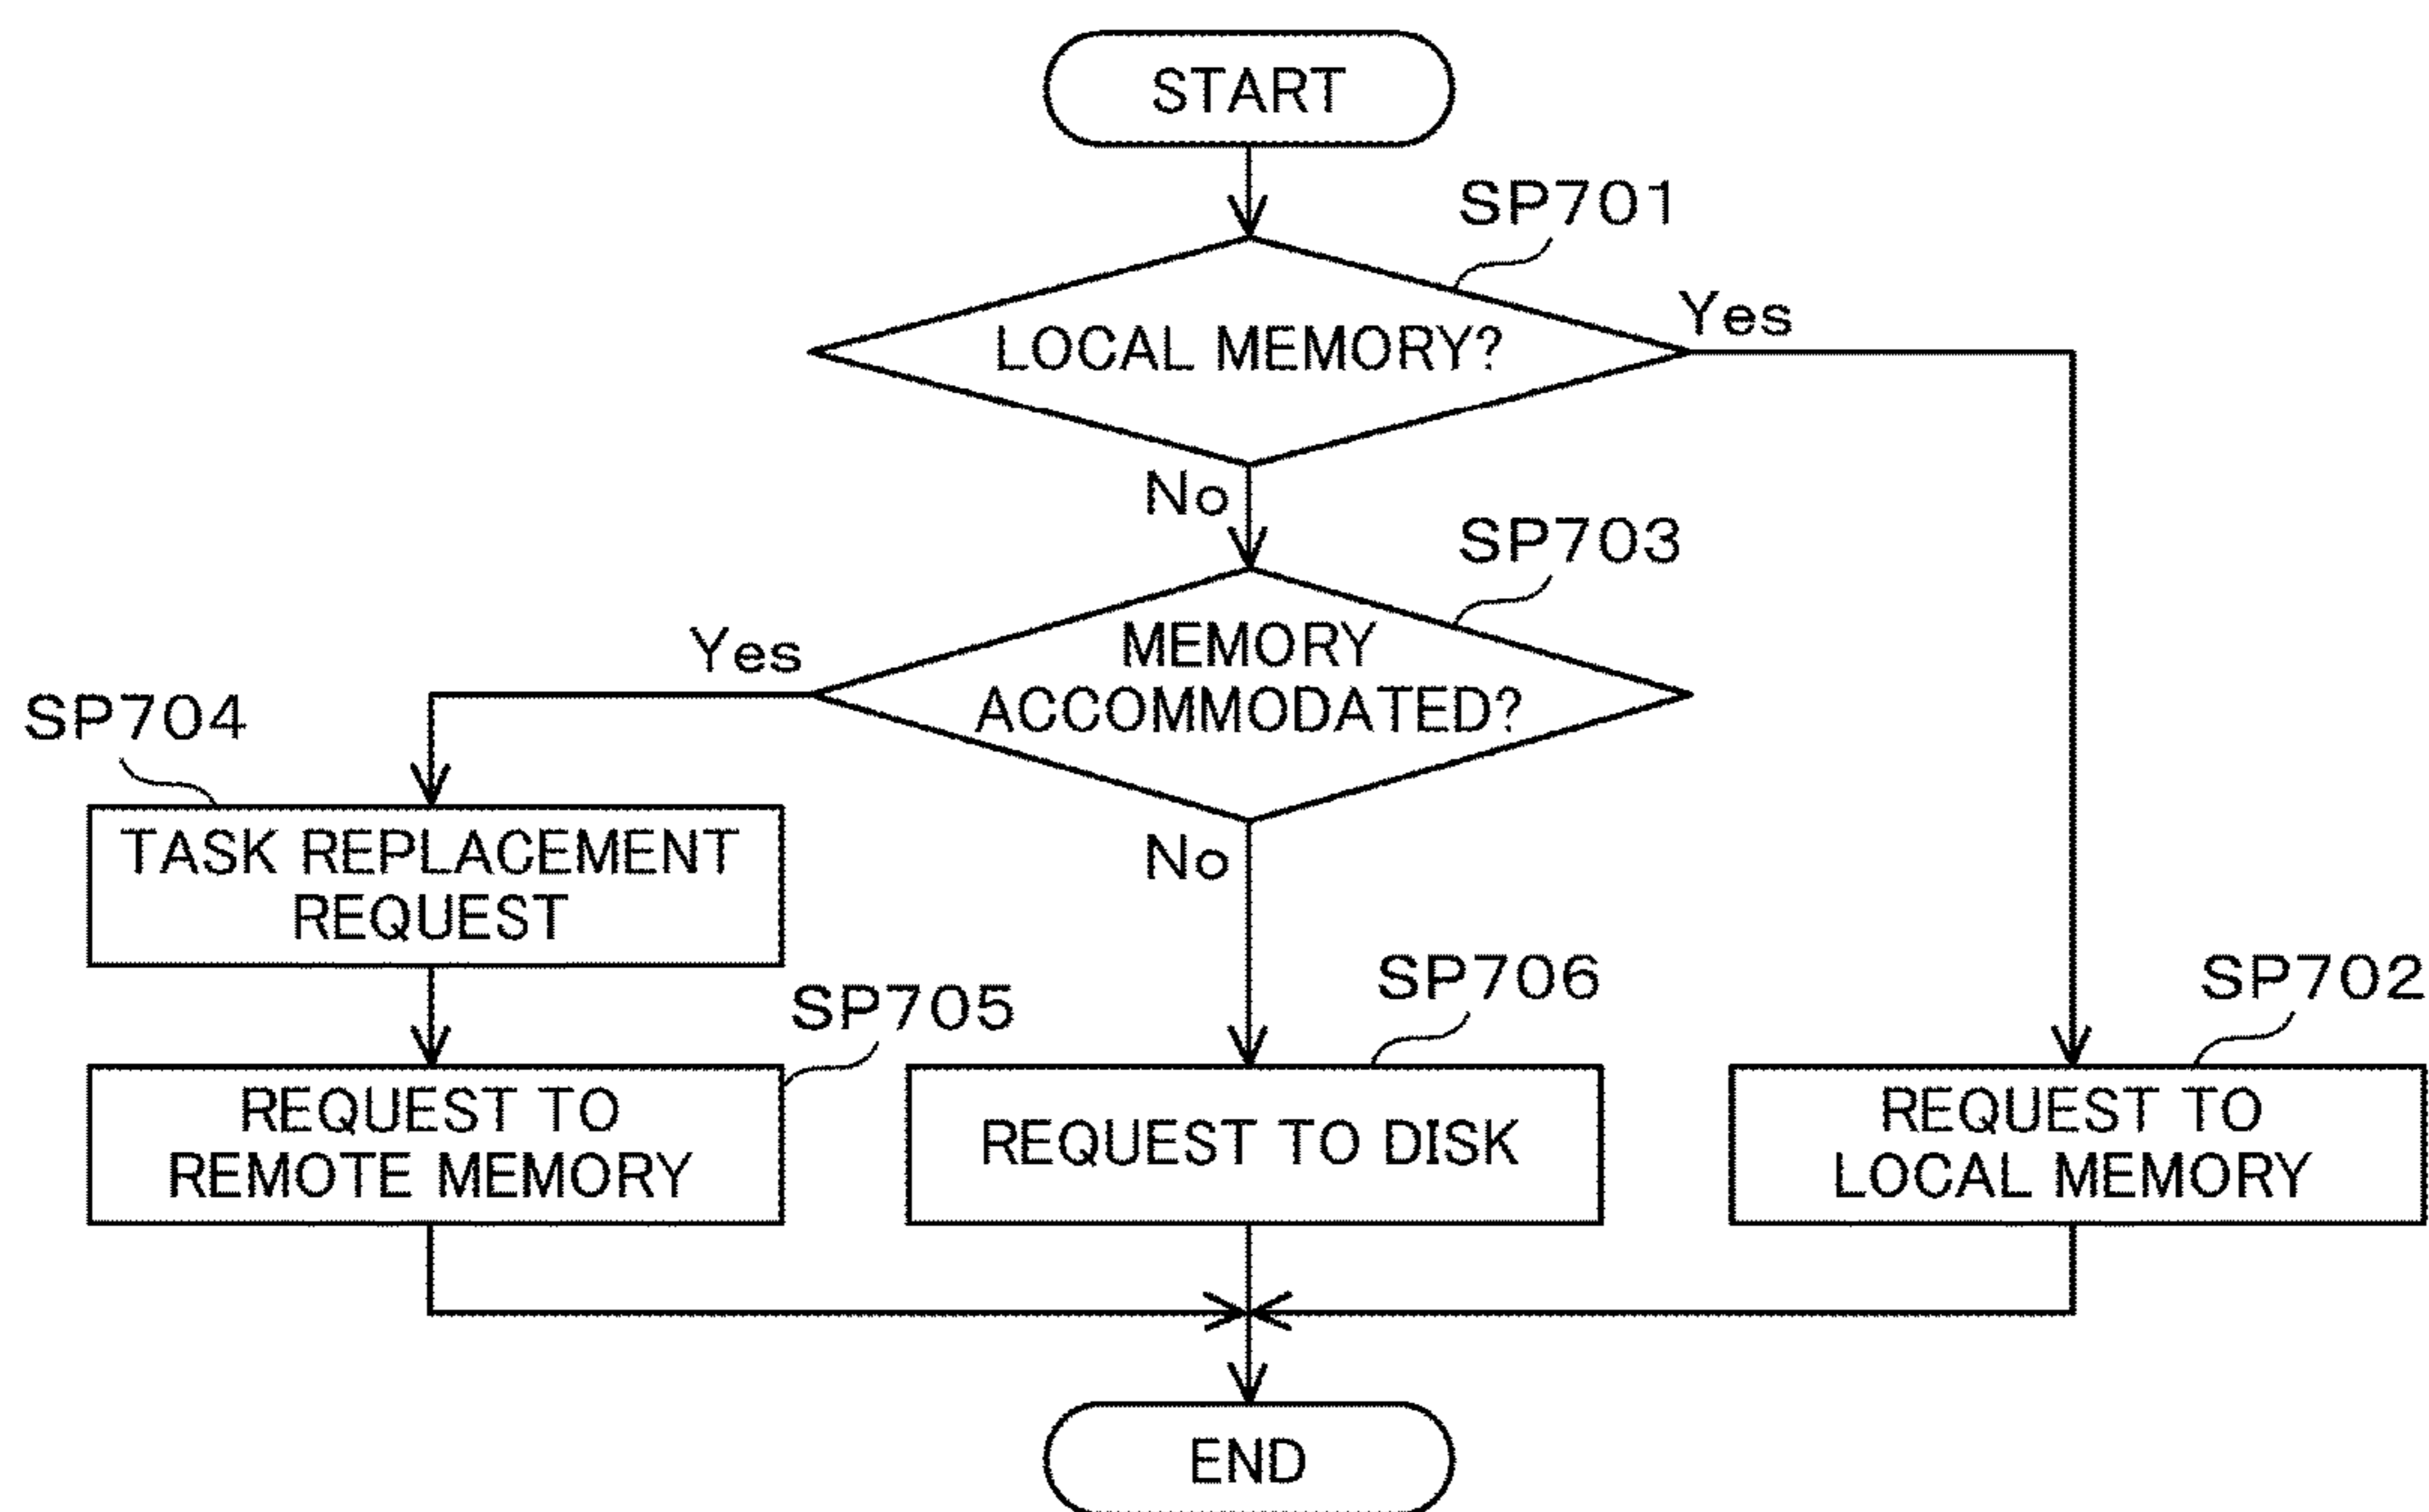 START
SP701
LOCAL MEMORY?
Yes
No
SP703
MEMORY
ACCOMMODATED?
Yes
No
SP704
TASK REPLACEMENT
REQUEST
SP705
REQUEST TO
REMOTE MEMORY
SP706
REQUEST TO DISK
SP702
REQUEST TO
LOCAL MEMORY
END